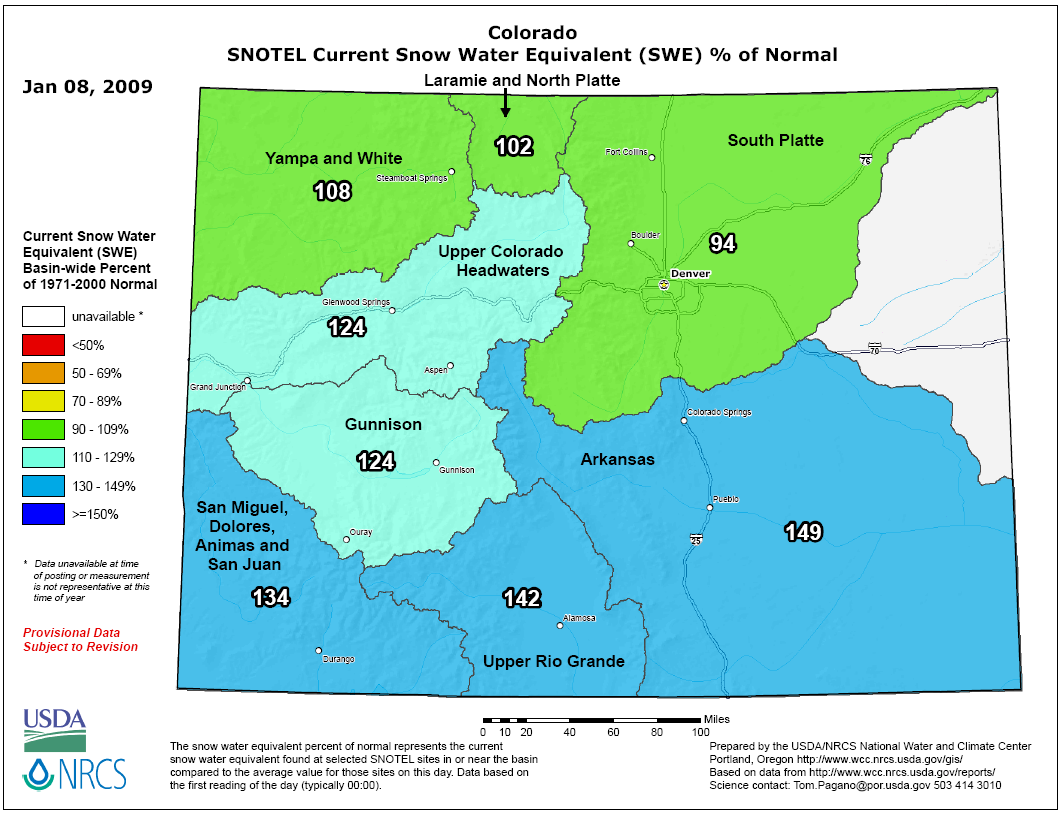 Colorado
SNOTEL Current Snow Water Equivalent (SWE) % of Normal
Jan 08, 2009
Laramie and North Platte
102
Yampa and White
108
Steamboat Springs
South Platte
Fort Collins
76
Boulder
94
Denver
Upper Colorado
Headwaters
Glenwood Springs
124
Aspen
Grand Junction
70
Gunnison
124
Gunnison
Ouray
Colorado Springs
Arkansas
Pueblo
149
25
San Miguel,
Dolores,
Animas and
San Juan
134
Durango
142
Alamosa
Upper Rio Grande
Current Snow Water
Equivalent (SWE)
Basin-wide Percent
of 1971-2000 Normal
unavailable *
<50%
50 - 69%
70 - 89%
90 - 109%
110 - 129%
130 - 149%
>=150%
* Data unavailable at time
of posting or measurement
is not representative at this
time of year
Provisional Data
Subject to Revision
USDA
NRCS
Miles
0 10 20 40 60 80 100
The snow water equivalent percent of normal represents the current
snow water equivalent found at selected SNOTEL sites in or near the basin
compared to the average value for those sites on this day. Data based on
the first reading of the day (typically 00:00).
Prepared by the USDA/NRCS National Water and Climate Center
Portland, Oregon http://www.wcc.nrcs.usda.gov/gis/
Based on data from http://www.wcc.nrcs.usda.gov/reports/
Science contact: Tom.Pagano@por.usda.gov 503 414 3010